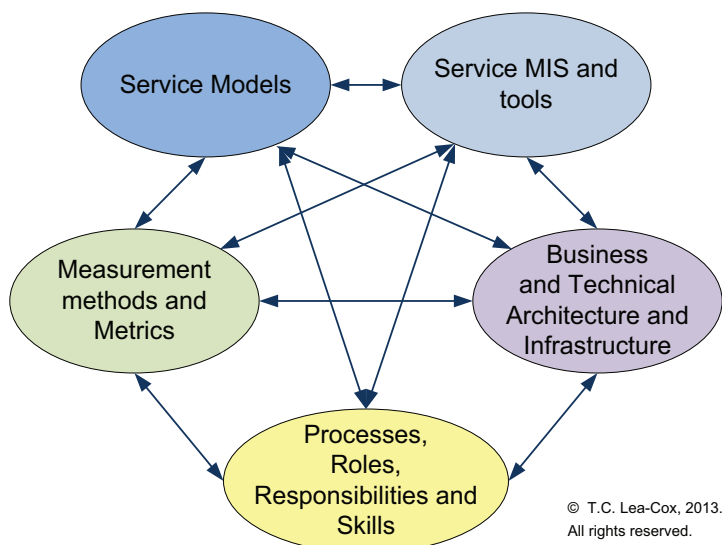 Service Models
Service MIS and
tools
Measurement
methods and
Metrics
Business
and Technical
Architecture and
Infrastructure
Processes,
Roles,
Responsibilities and
Skills
© T.C. Lea-Cox, 2013.
All rights reserved.